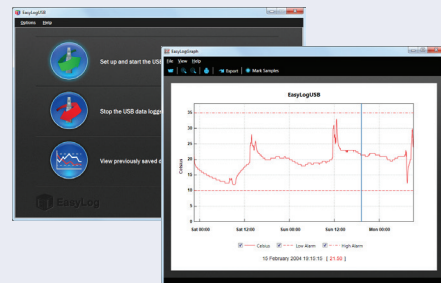 EasyLogUSB
Options Help
Set up and start the USB
Stop the USB data logge
View previously saved d
EasyLog
EasyLogGraph
File View Help
Export Mark Samples
EasyLogUSB
Celsius
35
30
25
20
15
10
5
0
Sat 00:00 Sat 12:00 Sun 00:00 Sun 12:00 Mon 00:00
Celsius Low Alarm High Alarm
15 February 2004 19:10:15 [ 21.50 ]